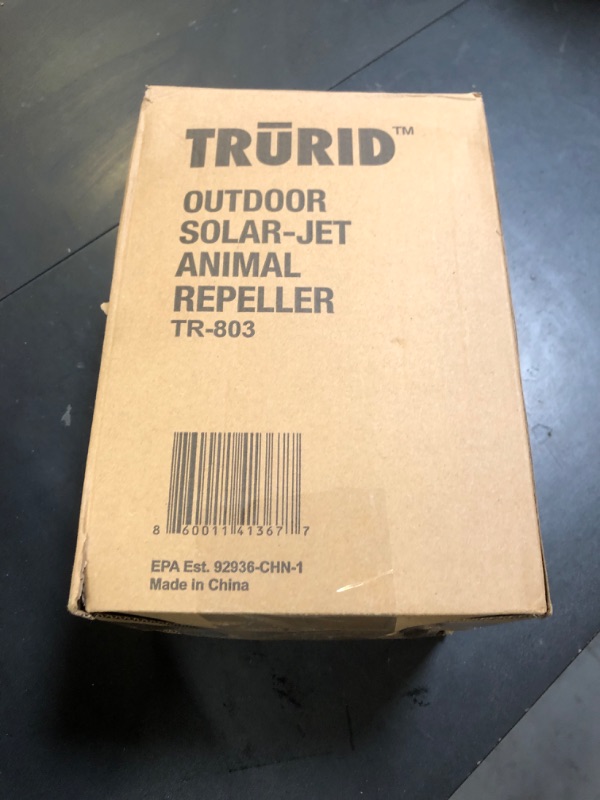 TRŪRID™
OUTDOOR
SOLAR-JET
ANIMAL
REPELLER
TR-803
8 60011 41367 7
EPA Est. 92936-CHN-1
Made in China